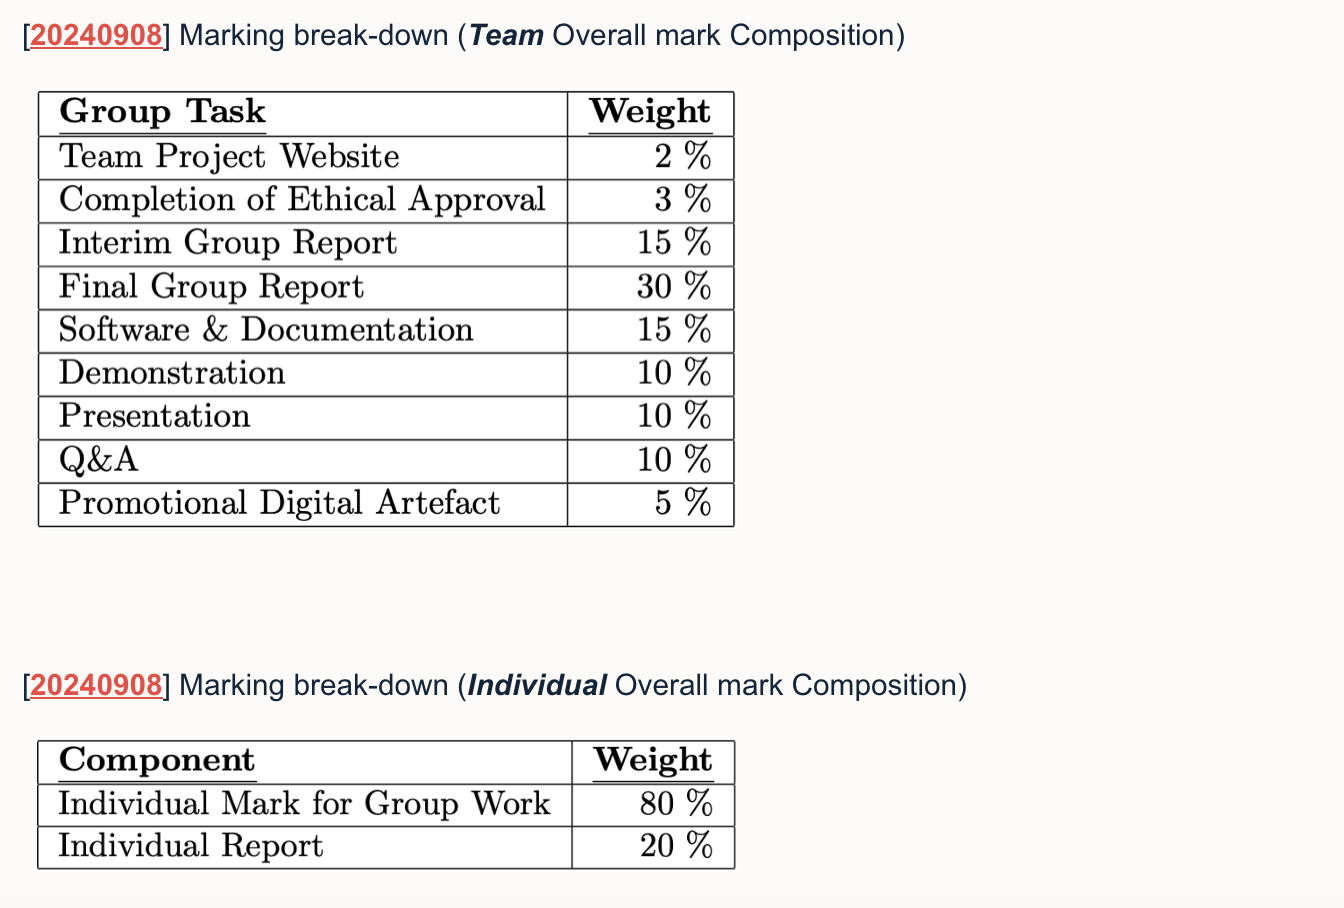 [20240908] Marking break-down (Team Overall mark Composition)
Group Task Weight
Team Project Website 2 %
Completion of Ethical Approval 3 %
Interim Group Report 15 %
Final Group Report 30 %
Software & Documentation 15 %
Demonstration 10 %
Presentation 10 %
Q&A 10 %
Promotional Digital Artefact 5 %
[20240908] Marking break-down (Individual Overall mark Composition)
Component Weight
Individual Mark for Group Work 80 %
Individual Report 20 %